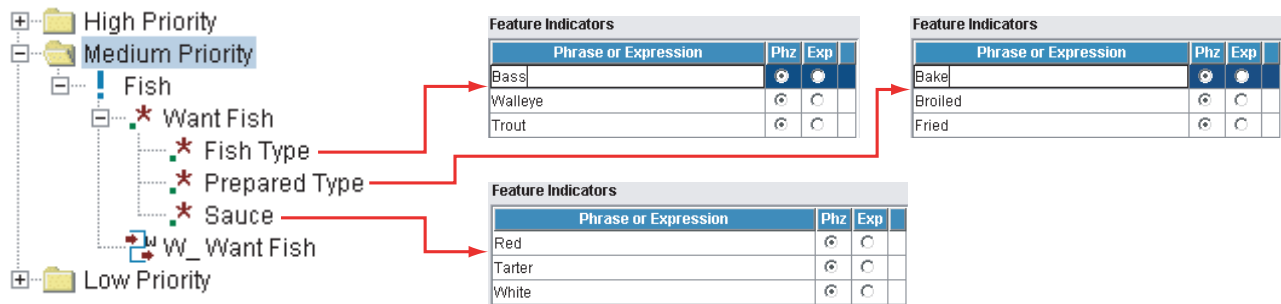 High Priority
Medium Priority
Fish
Want Fish
Fish Type
Prepared Type
Sauce
W_ Want Fish
Low Priority
Feature Indicators
Phrase or Expression Phz Exp
Bass
Walleye
Trout
Feature Indicators
Phrase or Expression Phz Exp
Bake
Broiled
Fried
Feature Indicators
Phrase or Expression Phz Exp
Red
Tarter
White